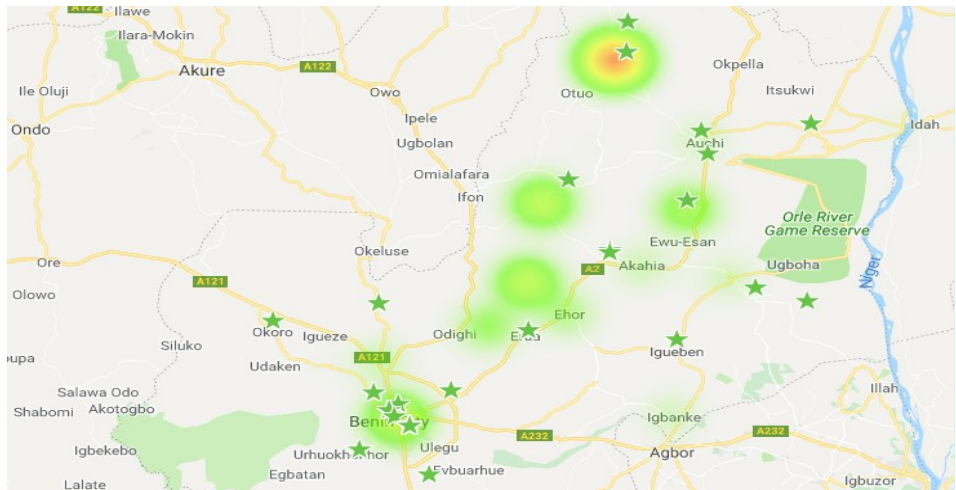 A122
Ilawe
Ilara-Mokin
Akure
A122
Okpella
Ile Oluji
Owo
Otuo
Itsukwi
Ondo
Ipele
Ugbolan
Auchi
Idah
Omialafara
Ifon
Orle River
Game Reserve
Okeluse
Ewu-Esan
Ore
A121
A2
Akahia
Ugboha
Niger
Olowo
Okoro
Igueze
Odighi
Ehor
Siluko
Igueben
A121
Udaken
Salawa Odo
Illah
Shabomi
Akotogbo
Igbanke
A232
A232
Igbekebo
Ulegu
Agbor
Egbatan
Evbuarhue
Lalate
Igbuzor